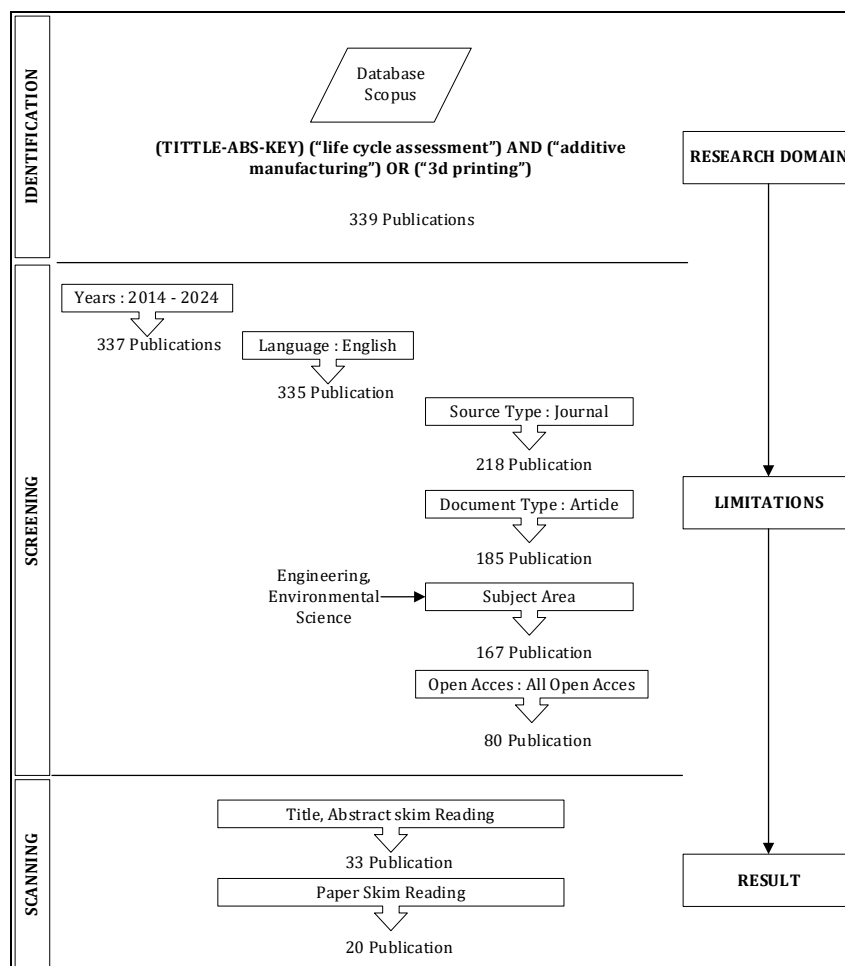 IDENTIFICATION
Database
Scopus
(TITTLE-ABS-KEY) (“life cycle assessment”) AND (“additive
manufacturing”) OR (“3d printing”)
339 Publications
RESEARCH DOMAIN
SCREENING
Years : 2014 - 2024
337 Publications
Language : English
335 Publication
Source Type : Journal
218 Publication
Document Type : Article
185 Publication
Engineering,
Environmental
Science
Subject Area
167 Publication
Open Acces : All Open Acces
80 Publication
LIMITATIONS
SCANNING
Title, Abstract skim Reading
33 Publication
Paper Skim Reading
20 Publication
RESULT